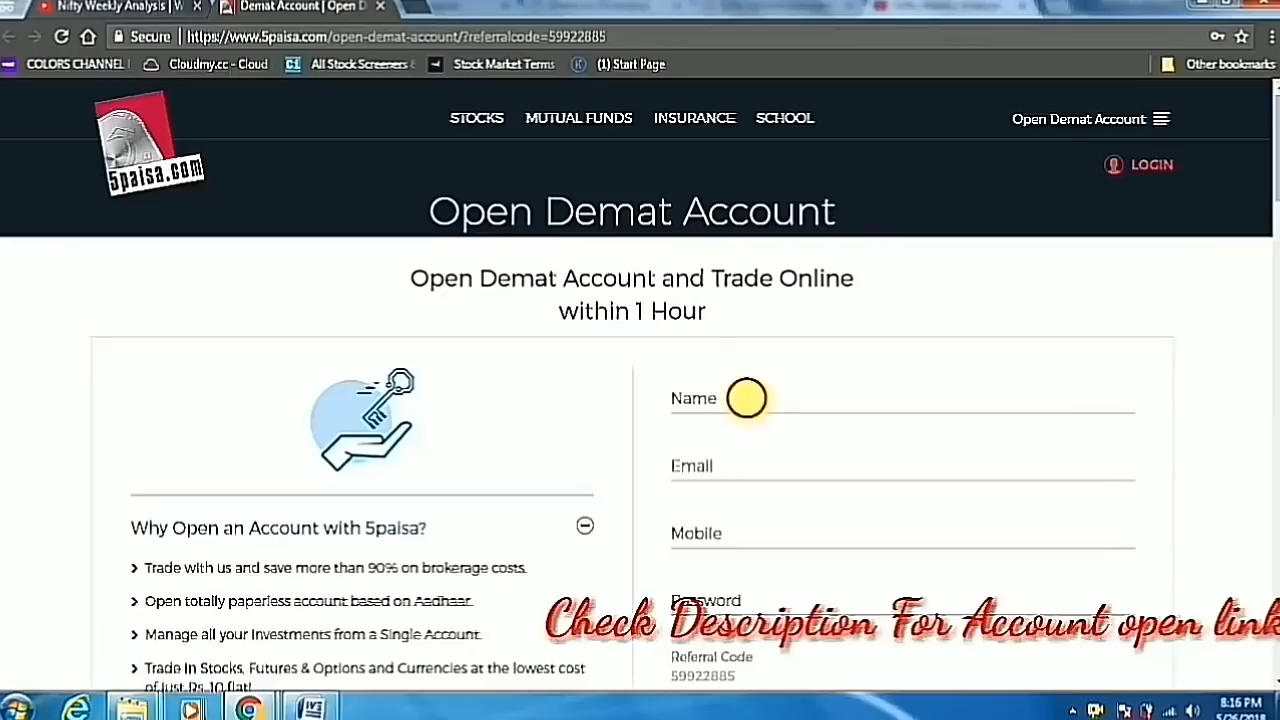 Nifty Weekly Analysis | W
Demat Account | Open D
Secure | https://www.5paisa.com/open-demat-account/?referralcode=59922885
COLORS CHANNEL
Cloudmy.cc - Cloud
All Stock Screeners
Stock Market Terms
(1) Start Page
Other bookmarks
5paisa.com
STOCKS MUTUAL FUNDS INSURANCE SCHOOL
Open Demat Account
LOGIN
Open Demat Account
Open Demat Account and Trade Online
within 1 Hour
Name
Email
Mobile
Password
Referral Code
59922885
Why Open an Account with 5paisa?
Trade with us and save more than 90% on brokerage costs.
Open totally paperless account based on Aadhaar.
Manage all your Investments from a Single Account.
Trade in Stocks, Futures & Options and Currencies at the lowest cost
of just Rs.10 flat!
Check Description For Account open link
8:16 PM
5/26/2018